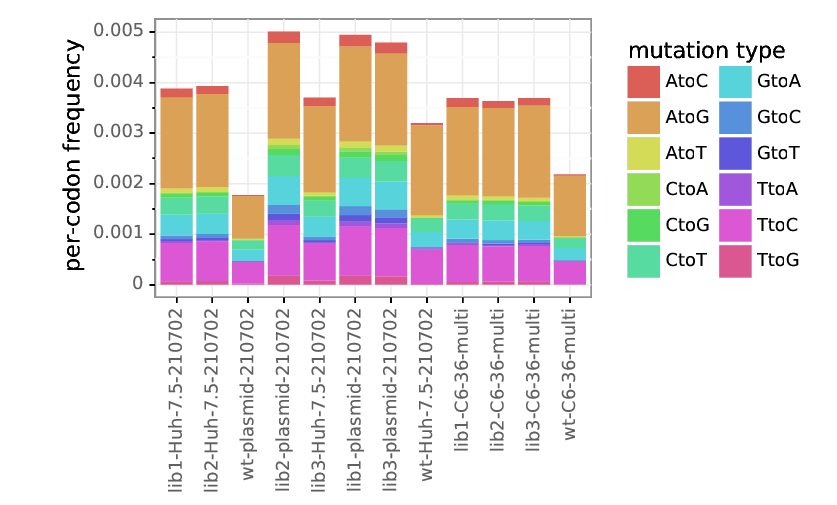 0.005
0.004
0.003
0.002
0.001
0
per-codon frequency
lib1-Huh-7.5-210702
lib2-Huh-7.5-210702
wt-plasmid-210702
lib2-plasmid-210702
lib3-Huh-7.5-210702
lib1-plasmid-210702
lib3-plasmid-210702
wt-Huh-7.5-210702
lib1-C6-36-multi
lib2-C6-36-multi
lib3-C6-36-multi
wt-C6-36-multi
mutation type
AtoC GtoA
AtoG GtoC
AtoT GtoT
CtoA TtoA
CtoG TtoC
CtoT TtoG